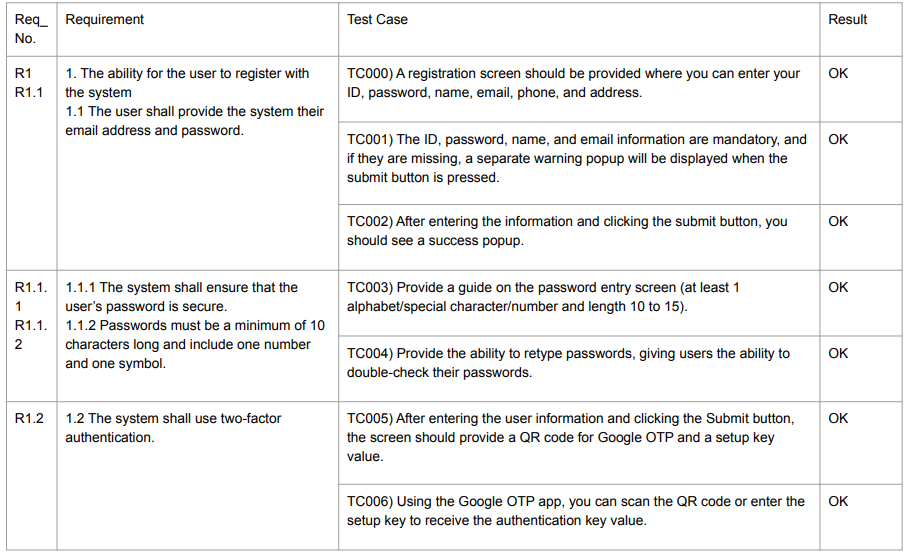 Req_
No.
Requirement
Test Case
Result
R1
R1.1
1. The ability for the user to register with
the system
1.1 The user shall provide the system their
email address and password.
TC000) A registration screen should be provided where you can enter your
ID, password, name, email, phone, and address.
OK
TC001) The ID, password, name, and email information are mandatory, and
if they are missing, a separate warning popup will be displayed when the
submit button is pressed.
OK
TC002) After entering the information and clicking the submit button, you
should see a success popup.
OK
R1.1.
1
R1.1.
2
1.1.1 The system shall ensure that the
user's password is secure.
1.1.2 Passwords must be a minimum of 10
characters long and include one number
and one symbol.
TC003) Provide a guide on the password entry screen (at least 1
alphabet/special character/number and length 10 to 15).
OK
TC004) Provide the ability to retype passwords, giving users the ability to
double-check their passwords.
OK
R1.2
1.2 The system shall use two-factor
authentication.
TC005) After entering the user information and clicking the Submit button,
the screen should provide a QR code for Google OTP and a setup key
value.
OK
TC006) Using the Google OTP app, you can scan the QR code or enter the
setup key to receive the authentication key value.
OK